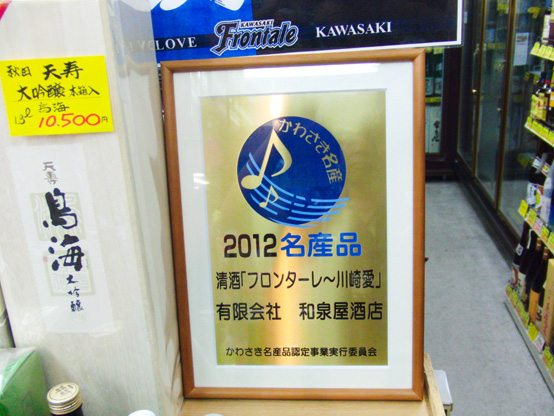 KAWASAKI
Frontale
KAWASAKI
秋田 天寿
大吟醸 木箱入
1.8ℓ 鳥海
10.500円
天寿
鳥海
大吟醸
かわさき名産
2012名産品
清酒「フロンターレ～川崎愛」
有限会社 和泉屋酒店
かわさき名産品認定事業実行委員会